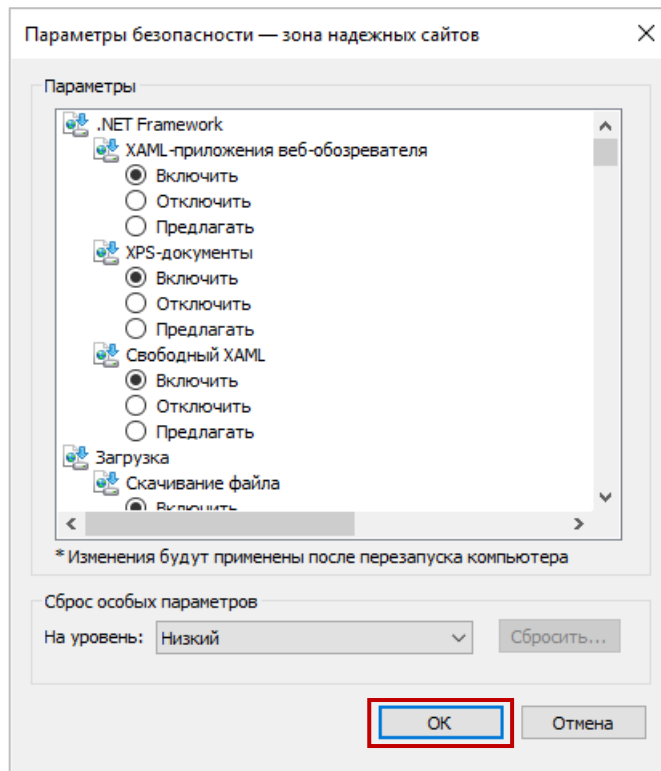 Параметры безопасности — зона надежных сайтов
Параметры
.NET Framework
XAML-приложения веб-обозревателя
Включить
Отключить
Предлагать
XPS-документы
Включить
Отключить
Предлагать
Свободный XAML
Включить
Отключить
Предлагать
Загрузка
Скачивание файла
Включить
* Изменения будут применены после перезапуска компьютера
Сброс особых параметров
На уровень: Низкий Сбросить...
ОК Отмена